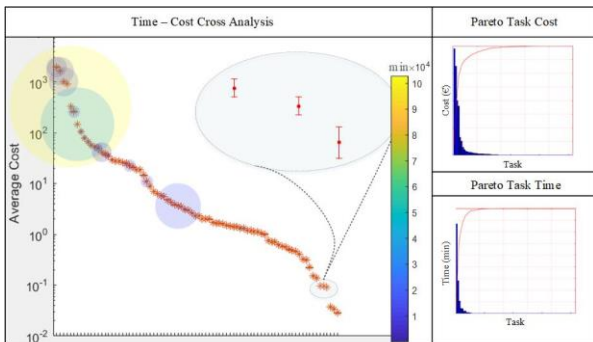 Time – Cost Cross Analysis
min×10⁴
10³
10²
10¹
10⁰
10⁻¹
10⁻²
Average Cost
10
9
8
7
6
5
4
3
2
1
Pareto Task Cost
Cost (€)
Task
Pareto Task Time
Time (min)
Task